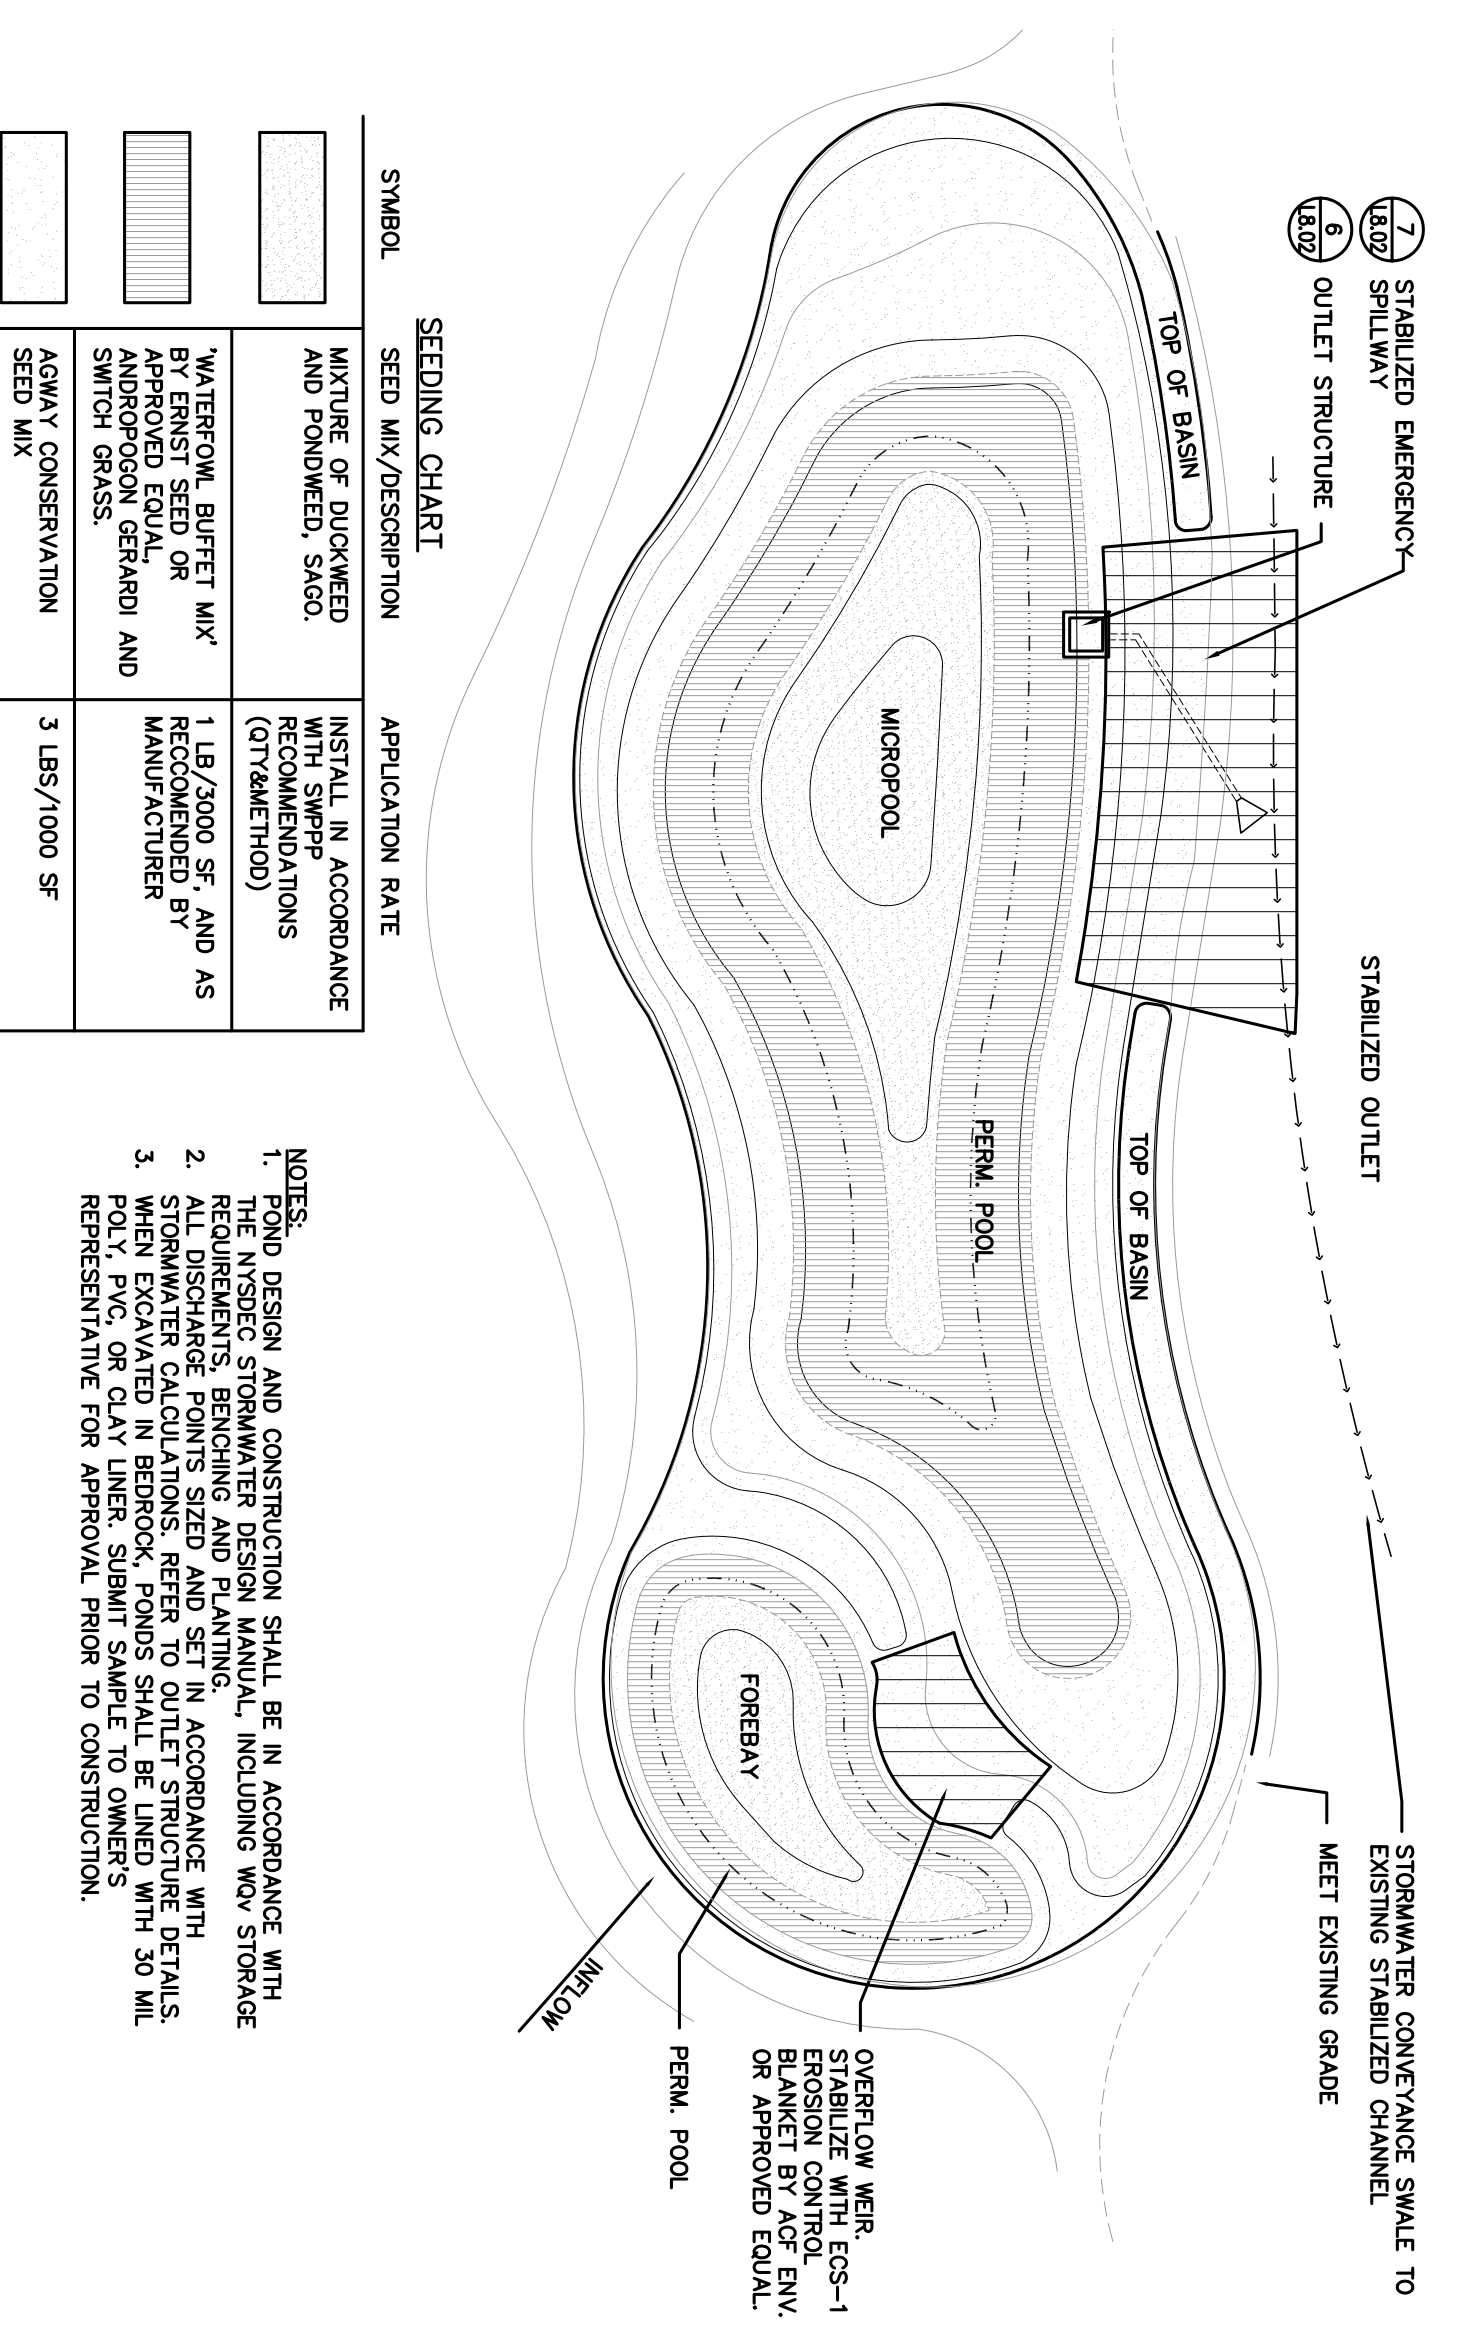 7
L8.02
STABILIZED EMERGENCY
SPILLWAY
6
L8.02
OUTLET STRUCTURE
STABILIZED OUTLET
STORMWATER CONVEYANCE SWALE TO
EXISTING STABILIZED CHANNEL
MEET EXISTING GRADE
TOP OF BASIN
TOP OF BASIN
PERM. POOL
MICROPOOL
FOREBAY
OVERFLOW WEIR.
STABILIZE WITH ECS-1
EROSION CONTROL
BLANKET BY ACF ENV.
OR APPROVED EQUAL.
PERM. POOL
INFLOW
SEEDING CHART
SYMBOL
SEED MIX/DESCRIPTION
APPLICATION RATE
MIXTURE OF DUCKWEED
AND PONDWEED, SAGO.
INSTALL IN ACCORDANCE
WITH SWPPP
RECOMMENDATIONS
(QTY&METHOD)
'WATERFOWL BUFFET MIX'
BY ERNST SEED OR
APPROVED EQUAL,
ANDROPOGON GERARDI AND
SWITCH GRASS.
1 LB/3000 SF, AND AS
RECCOMENDED BY
MANUFACTURER
AGWAY CONSERVATION
SEED MIX
3 LBS/1000 SF
NOTES:
1. POND DESIGN AND CONSTRUCTION SHALL BE IN ACCORDANCE WITH
THE NYSDEC STORMWATER DESIGN MANUAL, INCLUDING WQv STORAGE
REQUIREMENTS, BENCHING AND PLANTING.
2. ALL DISCHARGE POINTS SIZED AND SET IN ACCORDANCE WITH
STORMWATER CALCULATIONS. REFER TO OUTLET STRUCTURE DETAILS.
3. WHEN EXCAVATED IN BEDROCK, PONDS SHALL BE LINED WITH 30 MIL
POLY, PVC, OR CLAY LINER. SUBMIT SAMPLE TO OWNER'S
REPRESENTATIVE FOR APPROVAL PRIOR TO CONSTRUCTION.